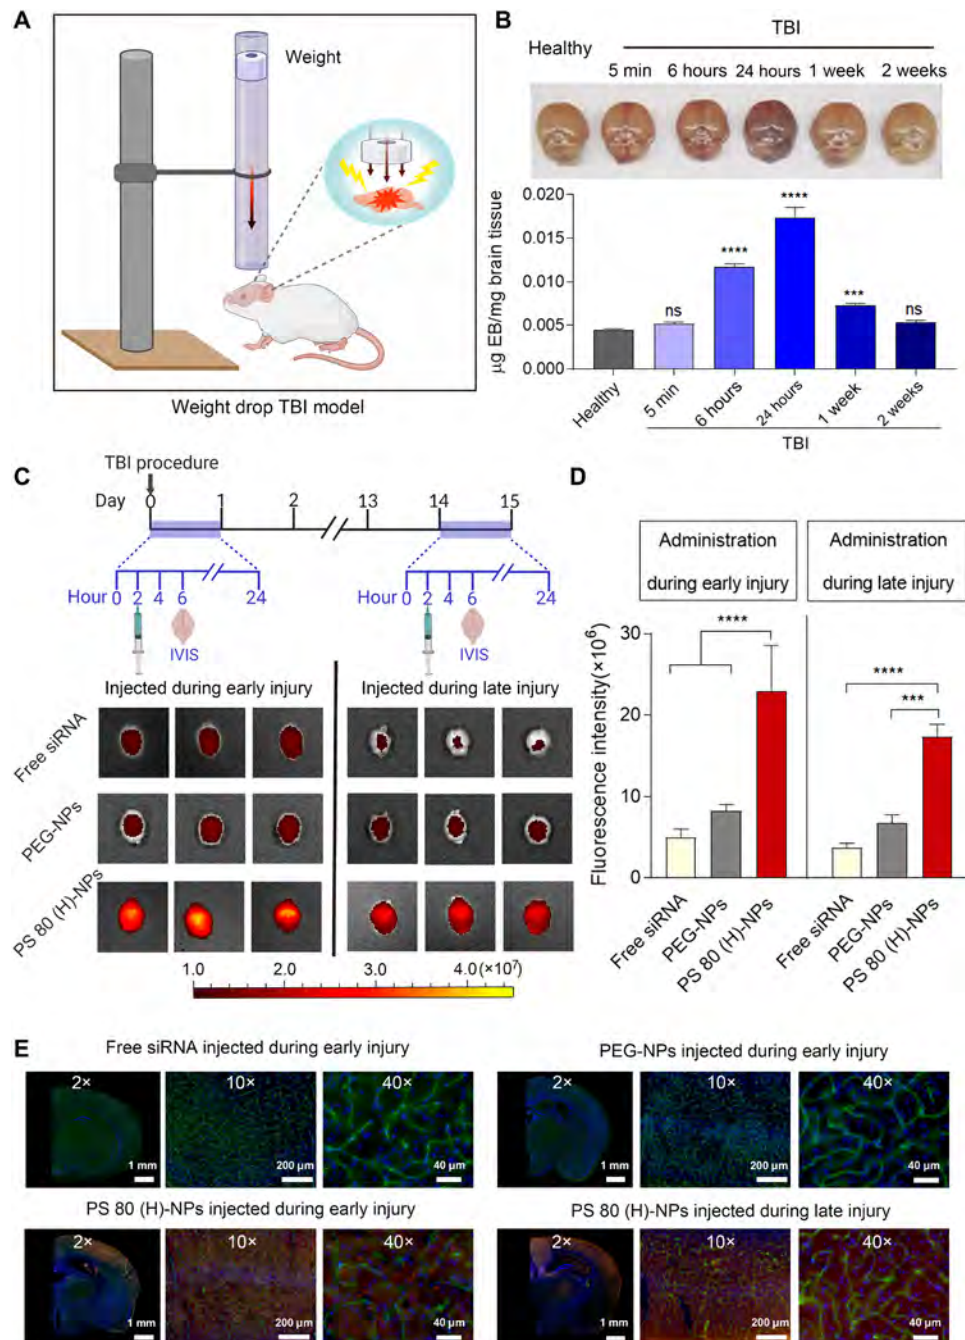 A
Weight
Weight drop TBI model
B
TBI
Healthy
5 min 6 hours 24 hours 1 week 2 weeks
µg EB/mg brain tissue
0.020
0.015
0.010
0.005
0.000
ns
****
****
***
ns
Healthy
5 min
6 hours
24 hours
1 week
2 weeks
TBI
C
TBI procedure
Day 0 1 2 13 14 15
Hour 0 2 4 6 24
IVIS
Hour 0 2 4 6 24
IVIS
Injected during early injury
Injected during late injury
Free siRNA
PEG-NPs
PS 80 (H)-NPs
1.0 2.0 3.0 4.0 (×10⁷)
D
Administration
during early injury
Administration
during late injury
Fluorescence intensity(×10⁶)
30
20
10
0
****
****
***
Free siRNA
PEG-NPs
PS 80 (H)-NPs
Free siRNA
PEG-NPs
PS 80 (H)-NPs
E
Free siRNA injected during early injury
2×
1 mm
10×
200 µm
40×
40 µm
PEG-NPs injected during early injury
2×
1 mm
10×
200 µm
40×
40 µm
PS 80 (H)-NPs injected during early injury
2×
1 mm
10×
200 µm
40×
40 µm
PS 80 (H)-NPs injected during late injury
2×
1 mm
10×
200 µm
40×
40 µm